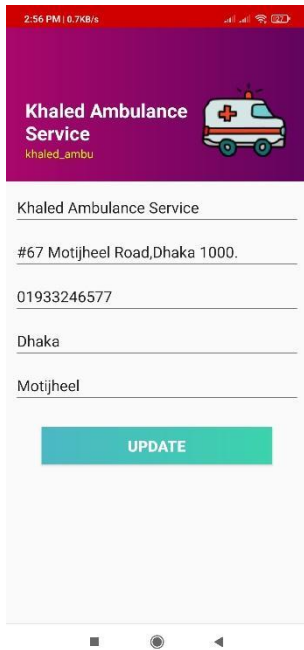 2:56 PM | 0.7KB/s
27
Khaled Ambulance
Service
khaled_ambu
Khaled Ambulance Service
#67 Motijheel Road,Dhaka 1000.
01933246577
Dhaka
Motijheel
UPDATE